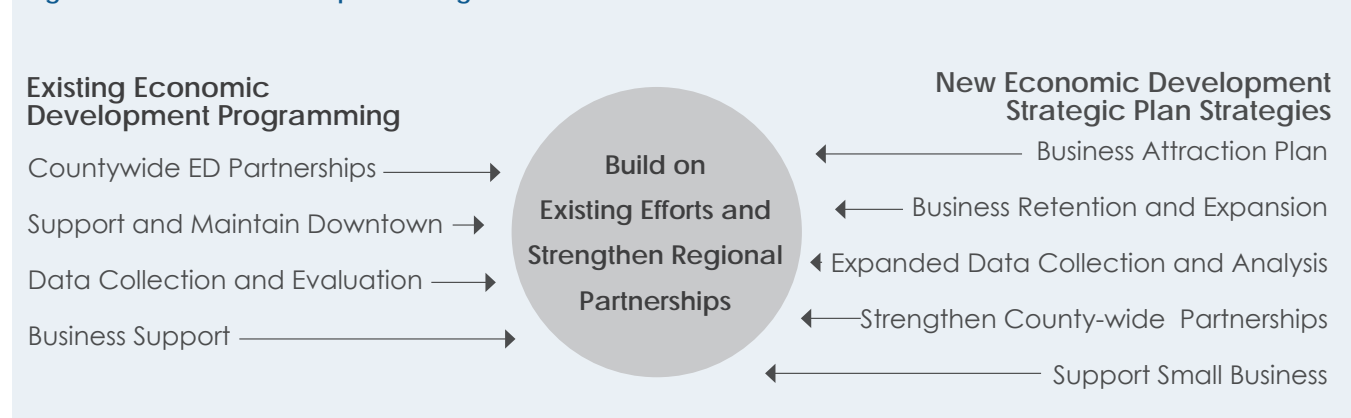 Existing Economic
Development Programming
Countywide ED Partnerships
Support and Maintain Downtown
Data Collection and Evaluation
Business Support
Build on
Existing Efforts and
Strengthen Regional
Partnerships
New Economic Development
Strategic Plan Strategies
Business Attraction Plan
Business Retention and Expansion
Expanded Data Collection and Analysis
Strengthen County-wide Partnerships
Support Small Business